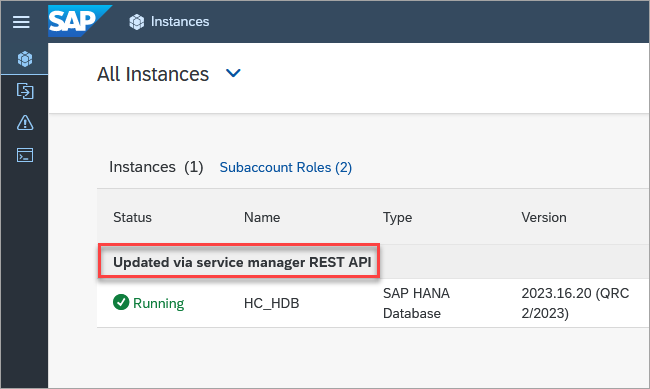 SAP Instances
All Instances
Instances (1) Subaccount Roles (2)
Status Name Type Version
Updated via service manager REST API
Running HC_HDB SAP HANA Database 2023.16.20 (QRC 2/2023)